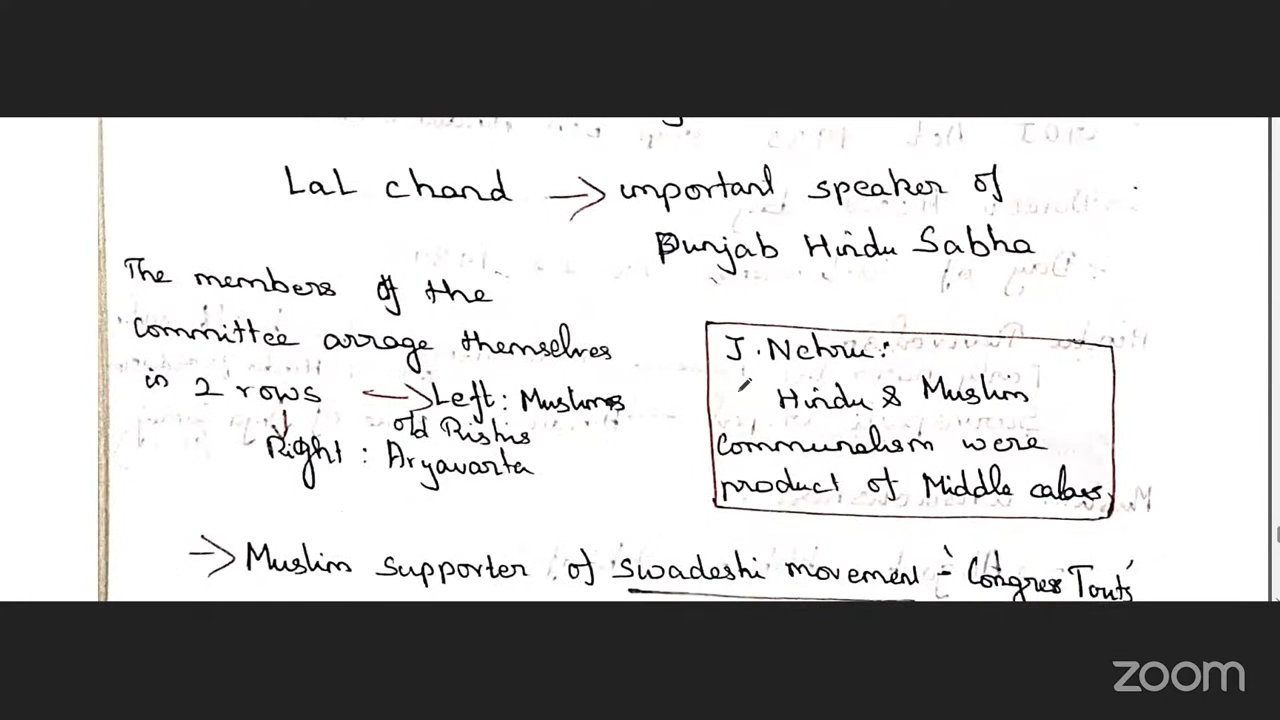 Lal chand → important speaker of
Punjab Hindu Sabha
The members of the
committee arrage themselves
in 2 rows → Left : Muslims
old Rishis
Right : Aryavarta
J. Nehru :
Hindu & Muslim
communalism were
product of Middle
→ Muslim supporter of swadeshi movement - 'Congres Touts'
zoom